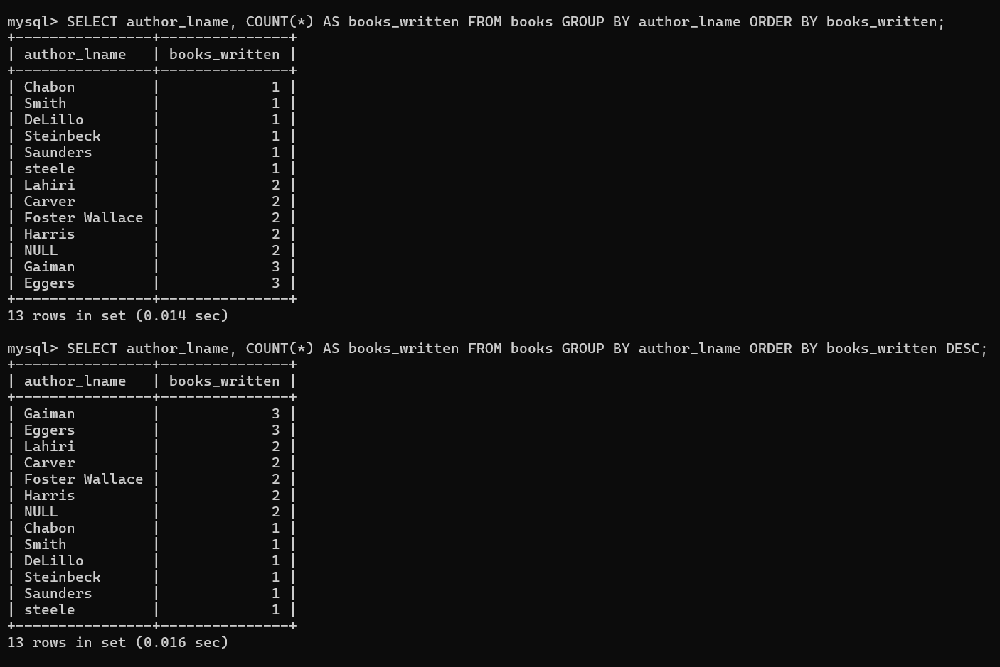 mysql> SELECT author_lname, COUNT(*) AS books_written FROM books GROUP BY author_lname ORDER BY books_written;
+----------------+---------------+
| author_lname   | books_written |
+----------------+---------------+
| Chabon         |             1 |
| Smith          |             1 |
| DeLillo        |             1 |
| Steinbeck      |             1 |
| Saunders       |             1 |
| steele         |             1 |
| Lahiri         |             2 |
| Carver         |             2 |
| Foster Wallace |             2 |
| Harris         |             2 |
| NULL           |             2 |
| Gaiman         |             3 |
| Eggers         |             3 |
+----------------+---------------+
13 rows in set (0.014 sec)
mysql> SELECT author_lname, COUNT(*) AS books_written FROM books GROUP BY author_lname ORDER BY books_written DESC;
+----------------+---------------+
| author_lname   | books_written |
+----------------+---------------+
| Gaiman         |             3 |
| Eggers         |             3 |
| Lahiri         |             2 |
| Carver         |             2 |
| Foster Wallace |             2 |
| Harris         |             2 |
| NULL           |             2 |
| Chabon         |             1 |
| Smith          |             1 |
| DeLillo        |             1 |
| Steinbeck      |             1 |
| Saunders       |             1 |
| steele         |             1 |
+----------------+---------------+
13 rows in set (0.016 sec)